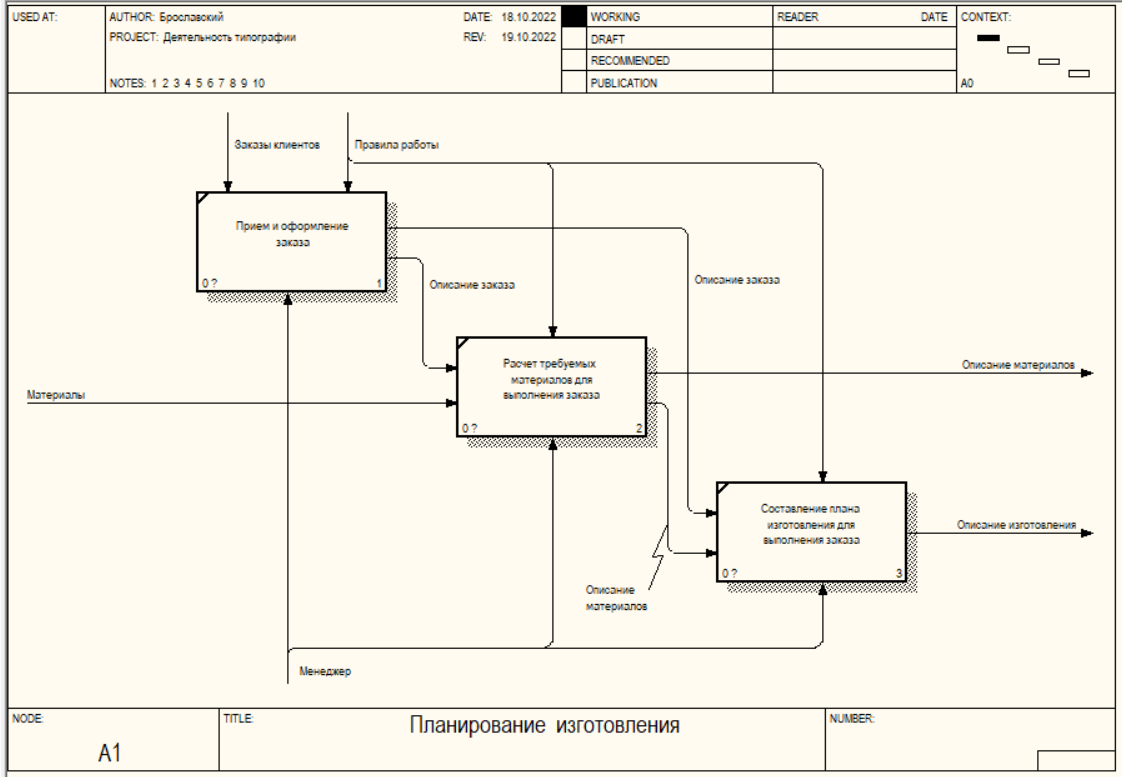 USED AT:
AUTHOR: Брославский
DATE: 18.10.2022
WORKING
READER
DATE
CONTEXT:
PROJECT: Деятельность типографии
REV: 19.10.2022
DRAFT
RECOMMENDED
NOTES: 1 2 3 4 5 6 7 8 9 10
PUBLICATION
A0
Заказы клиентов
Правила работы
Прием и оформление
заказа
0 ?
1
Описание заказа
Описание заказа
Расчет требуемых
материалов для
выполнения заказа
0 ?
2
Описание материалов
Материалы
Составление плана
изготовления для
выполнения заказа
0 ?
3
Описание изготовления
Описание
материалов
Менеджер
NODE:
A1
TITLE:
Планирование изготовления
NUMBER: